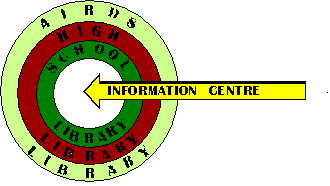 AIRDS
HIGH
SCHOOL
INFORMATION CENTRE
LIBRARY
LIBRARY
LIBRARY